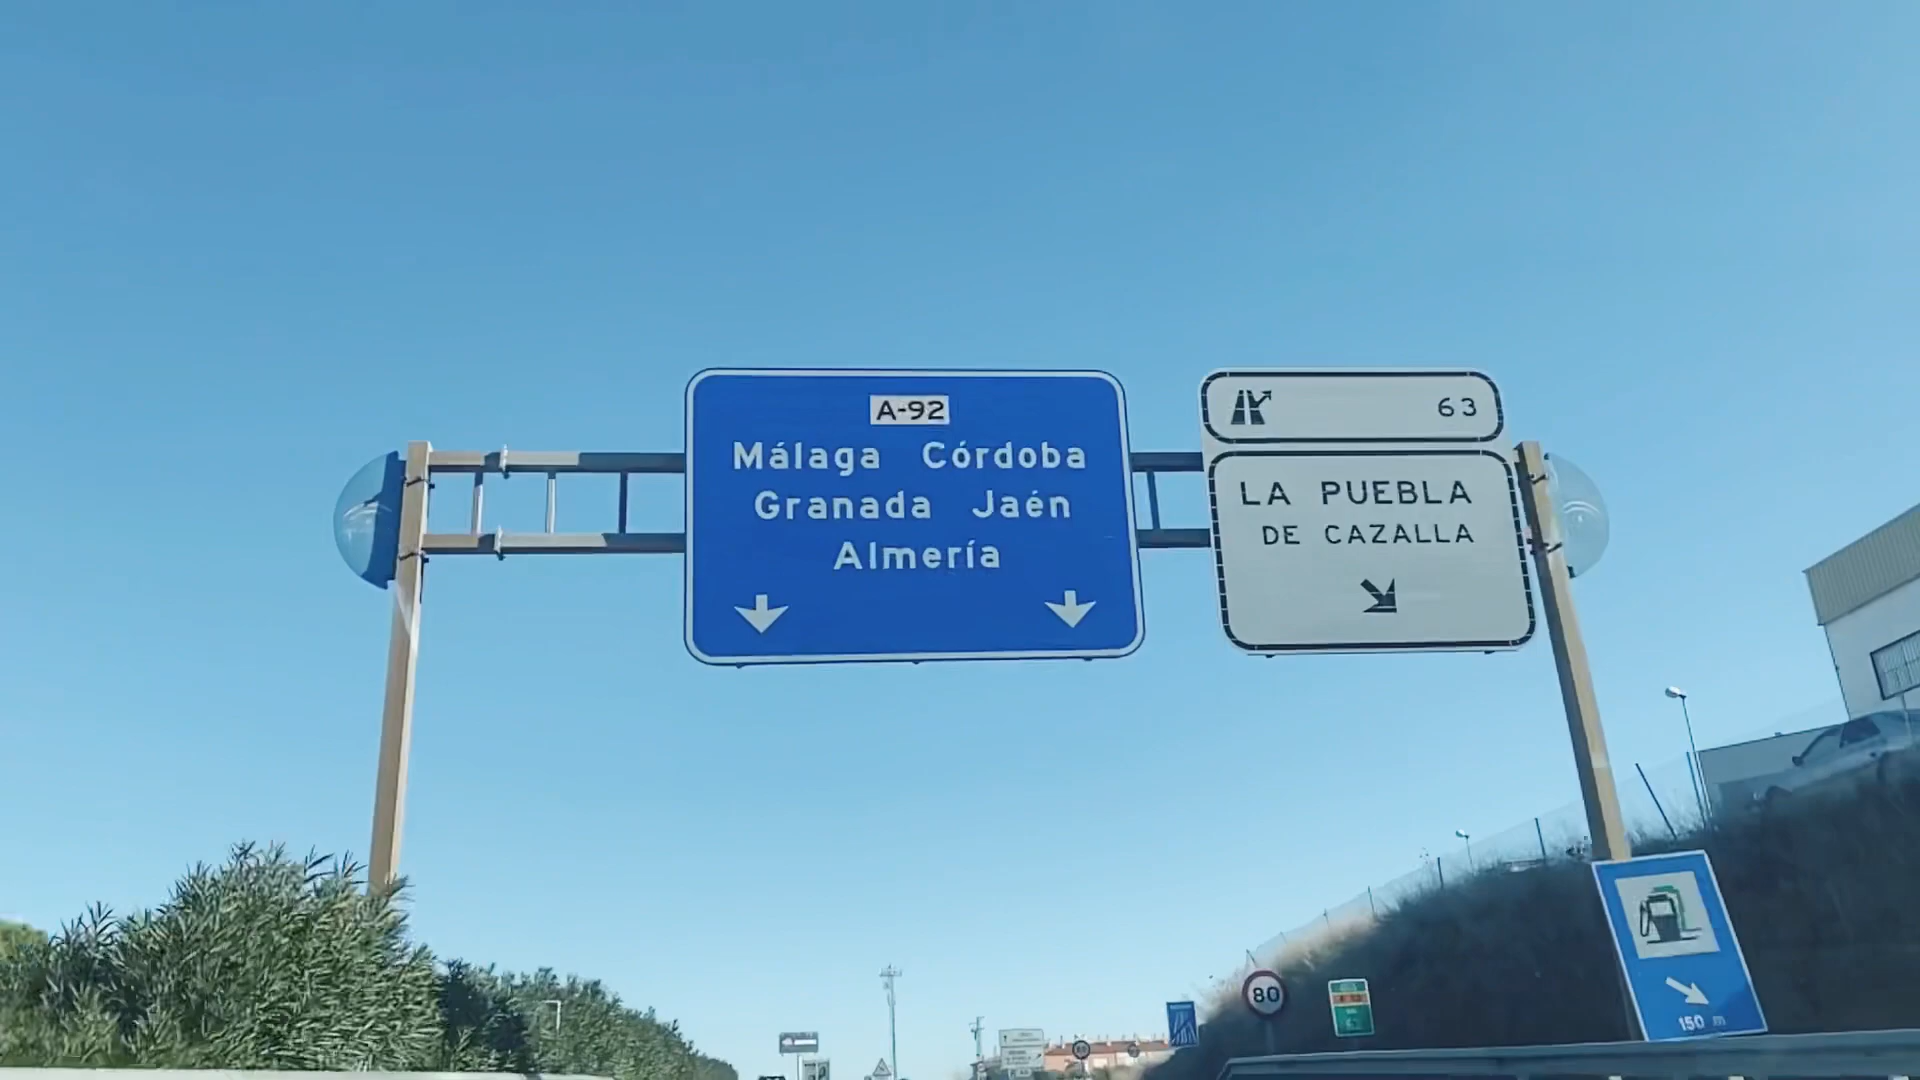 A-92
Málaga Córdoba
Granada Jaén
Almería
63
LA PUEBLA
DE CAZALLA
150 m
80